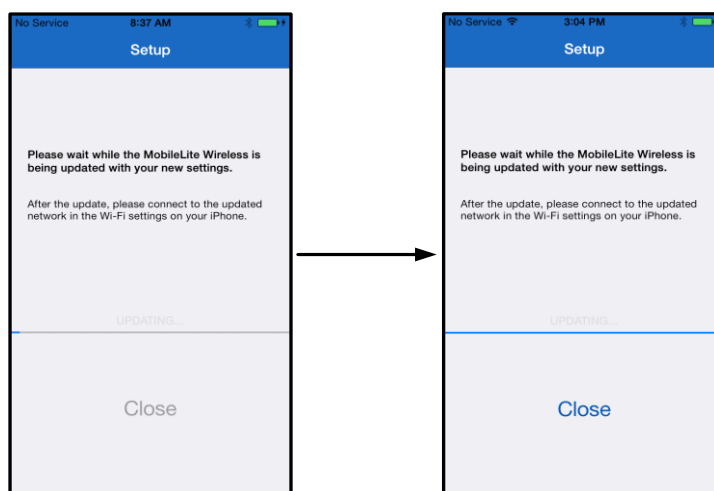 No Service 8:37 AM
Setup
Please wait while the MobileLite Wireless is
being updated with your new settings.
After the update, please connect to the updated
network in the Wi-Fi settings on your iPhone.
UPDATING...
Close
No Service 3:04 PM
Setup
Please wait while the MobileLite Wireless is
being updated with your new settings.
After the update, please connect to the updated
network in the Wi-Fi settings on your iPhone.
UPDATING...
Close